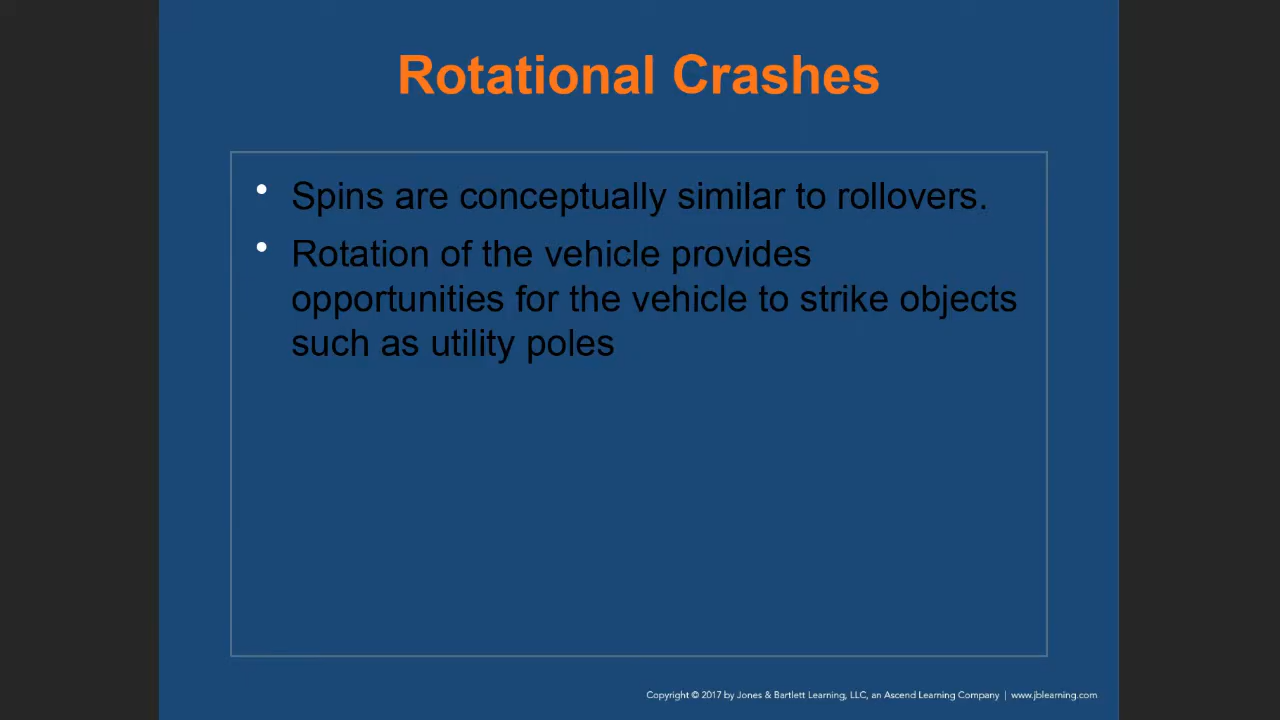 Rotational Crashes
• Spins are conceptually similar to rollovers.
• Rotation of the vehicle provides
opportunities for the vehicle to strike objects
such as utility poles
Copyright © 2017 by Jones & Bartlett Learning, LLC, an Ascend Learning Company | www.jblearning.com